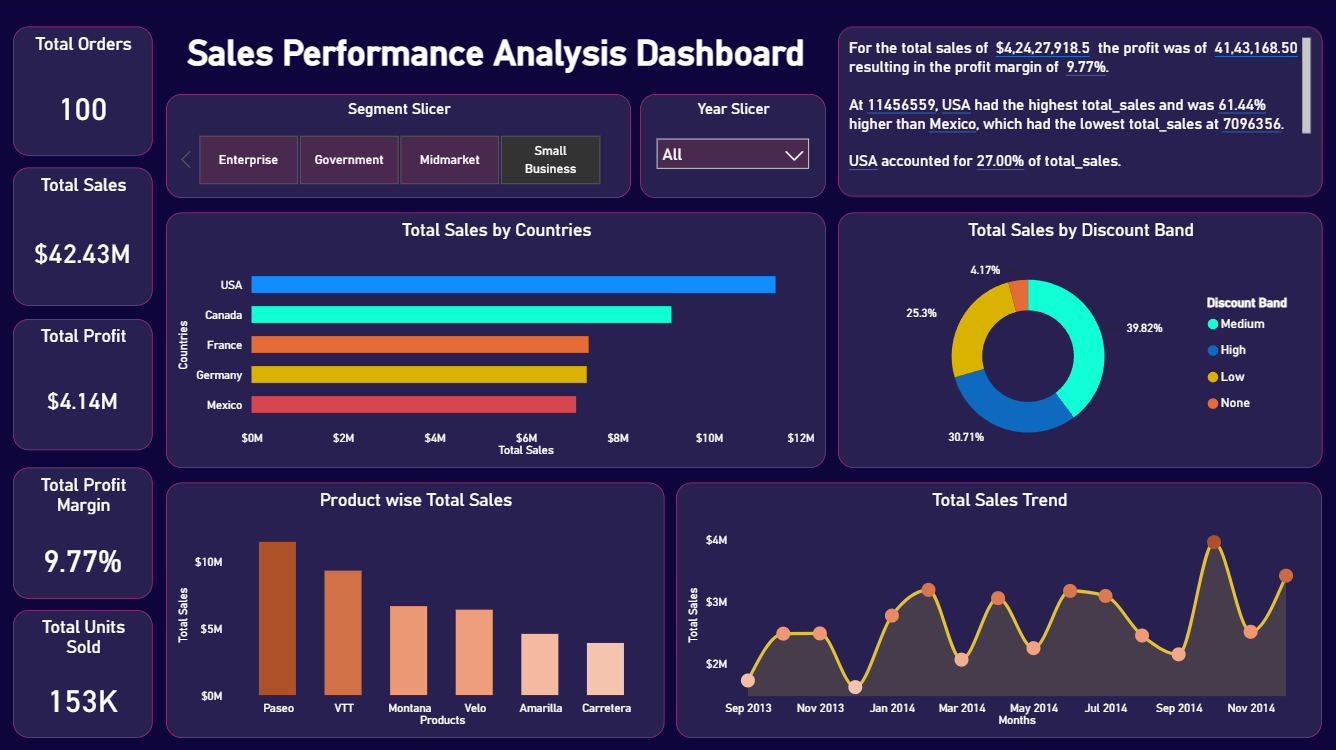 Total Orders
100
Total Sales
$42.43M
Total Profit
$4.14M
Total Profit
Margin
9.77%
Total Units
Sold
153K
Sales Performance Analysis Dashboard
Segment Slicer
Enterprise
Government
Midmarket
Small
Business
Year Slicer
All
For the total sales of $4,24,27,918.5 the profit was of 41,43,168.50
resulting in the profit margin of 9.77%.
At 11456559, USA had the highest total_sales and was 61.44%
higher than Mexico, which had the lowest total_sales at 7096356.
USA accounted for 27.00% of total_sales.
Total Sales by Countries
Countries
USA
Canada
France
Germany
Mexico
$0M $2M $4M $6M $8M $10M $12M
Total Sales
Total Sales by Discount Band
4.17%
25.3%
39.82%
30.71%
Discount Band
Medium
High
Low
None
Product wise Total Sales
Total Sales
$10M
$5M
$0M
Paseo VTT Montana Velo Amarilla Carretera
Products
Total Sales Trend
Total Sales
$4M
$3M
$2M
Sep 2013 Nov 2013 Jan 2014 Mar 2014 May 2014 Jul 2014 Sep 2014 Nov 2014
Months